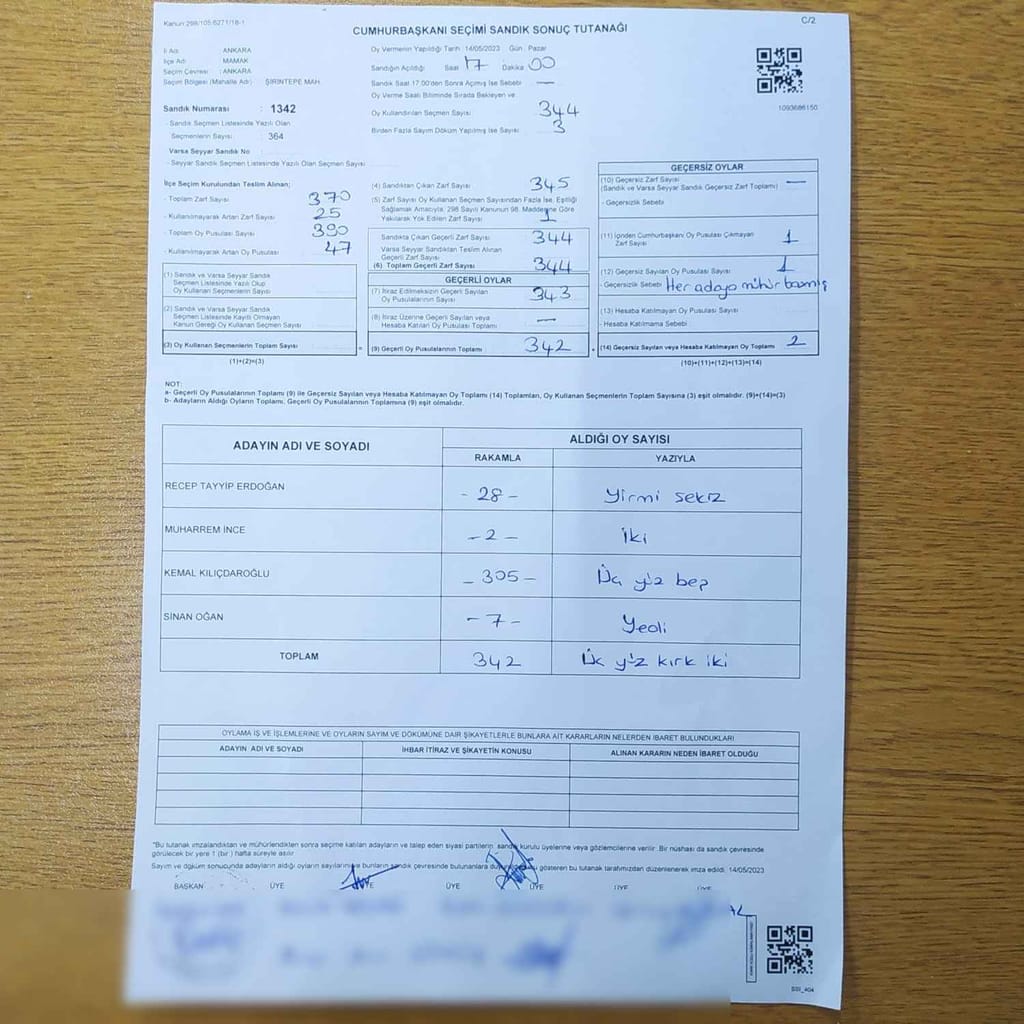 Kanun:298/105:6271/18-1
C/2
CUMHURBAŞKANI SEÇİMİ SANDIK SONUÇ TUTANAĞI
İl Adı : ANKARA
İlçe Adı : MAMAK
Seçim Çevresi : ANKARA
Seçim Bölgesi (Mahalle Adı) : ŞİRİNTEPE MAH.
Sandık Numarası : 1342
- Sandık Seçmen Listesinde Yazılı Olan
Seçmenlerin Sayısı : 364
Varsa Seyyar Sandık No
- Seyyar Sandık Seçmen Listesinde Yazılı Olan Seçmen Sayısı
Oy Vermenin Yapıldığı Tarih : 14/05/2023 Gün : Pazar
Sandığın Açıldığı Saat 17 Dakika 00
Sandık Saat 17:00'den Sonra Açılmış İse Sebebi —
Oy Verme Saati Bitiminde Sırada Bekleyen ve
Oy Kullandırılan Seçmen Sayısı 344
Birden Fazla Sayım Döküm Yapılmış İse Sayısı 3
1093686150
İlçe Seçim Kurulundan Teslim Alınan;
- Toplam Zarf Sayısı 370
- Kullanılmayarak Artan Zarf Sayısı 25
- Toplam Oy Pusulası Sayısı 390
- Kullanılmayarak Artan Oy Pusulası 47
(1) Sandık ve Varsa Seyyar Sandık
Seçmen Listesinde Yazılı Olup
Oy Kullanan Seçmenlerin Sayısı
(2) Sandık ve Varsa Seyyar Sandık
Seçmen Listesinde Kayıtlı Olmayan
Kanun Gereği Oy Kullanan Seçmen Sayısı
(3) Oy Kullanan Seçmenlerin Toplam Sayısı
(1)+(2)=(3)
(4) Sandıktan Çıkan Zarf Sayısı 345
(5) Zarf Sayısı Oy Kullanan Seçmen Sayısından Fazla İse, Eşitliği
Sağlamak Amacıyla, 298 Sayılı Kanunun 98. Maddesine Göre
Yakılarak Yok Edilen Zarf Sayısı 1
Sandıkta Çıkan Geçerli Zarf Sayısı 344
Varsa Seyyar Sandıktan Teslim Alınan
Geçerli Zarf Sayısı
(6) Toplam Geçerli Zarf Sayısı 344
GEÇERLİ OYLAR
(7) İtiraz Edilmeksizin Geçerli Sayılan
Oy Pusulalarının Sayısı 343
(8) İtiraz Üzerine Geçerli Sayılan veya
Hesaba Katılan Oy Pusulaları Toplamı —
= (9) Geçerli Oy Pusulalarının Toplamı 342
GEÇERSİZ OYLAR
(10) Geçersiz Zarf Sayısı —
(Sandık ve Varsa Seyyar Sandık Geçersiz Zarf Toplamı)
- Geçersizlik Sebebi
(11) İçinden Cumhurbaşkanı Oy Pusulası Çıkmayan
Zarf Sayısı 1
(12) Geçersiz Sayılan Oy Pusulası Sayısı 1
- Geçersizlik Sebebi Her adaya mühür basmış
(13) Hesaba Katılmayan Oy Pusulası Sayısı
- Hesaba Katılmama Sebebi
+ (14) Geçersiz Sayılan veya Hesaba Katılmayan Oy Toplamı 2
(10)+(11)+(12)+(13)=(14)
NOT:
a- Geçerli Oy Pusulalarının Toplamı (9) ile Geçersiz Sayılan veya Hesaba Katılmayan Oy Toplamı (14) Toplamları, Oy Kullanan Seçmenlerin Toplam Sayısına (3) eşit olmalıdır. (9)+(14)=(3)
b- Adayların Aldığı Oyların Toplamı, Geçerli Oy Pusulalarının Toplamına (9) eşit olmalıdır.
ADAYIN ADI VE SOYADI ALDIĞI OY SAYISI
RAKAMLA YAZIYLA
RECEP TAYYİP ERDOĞAN - 28 - Yirmi sekiz
MUHARREM İNCE - 2 - İki
KEMAL KILIÇDAROĞLU - 305 - Üç yüz beş
SİNAN OĞAN - 7 - Yedi
TOPLAM 342 Üç yüz kırk iki
OYLAMA İŞ VE İŞLEMLERİNE VE OYLARIN SAYIM VE DÖKÜMÜNE DAİR ŞİKAYETLERLE BUNLARA AİT KARARLARIN NELERDEN İBARET BULUNDUKLARI
ADAYIN ADI VE SOYADI İHBAR İTİRAZ VE ŞİKAYETİN KONUSU ALINAN KARARIN NEDEN İBARET OLDUĞU
"Bu tutanak imzalandıktan ve mühürlendikten sonra seçime katılan adayların ve talep eden siyasi partilerin sandık kurulu üyelerine veya gözlemcilerine verilir. Bir nüshası da sandık çevresinde
görülecek bir yere 1 (bir) hafta süreyle asılır
Sayım ve döküm sonucunda adayların aldığı oyların sayılarını ve bunların sandık çevresinde bulunanlara gösteren bu tutanak tarafımızdan düzenlenerek imza edildi. 14/05/2023
BAŞKAN ÜYE ÜYE ÜYE ÜYE ÜYE ÜYE
SSI_404